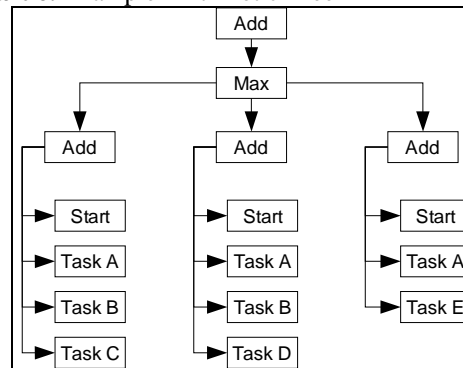 Add
Max
Add Add Add
Start Start Start
Task A Task A Task A
Task B Task B Task E
Task C Task D